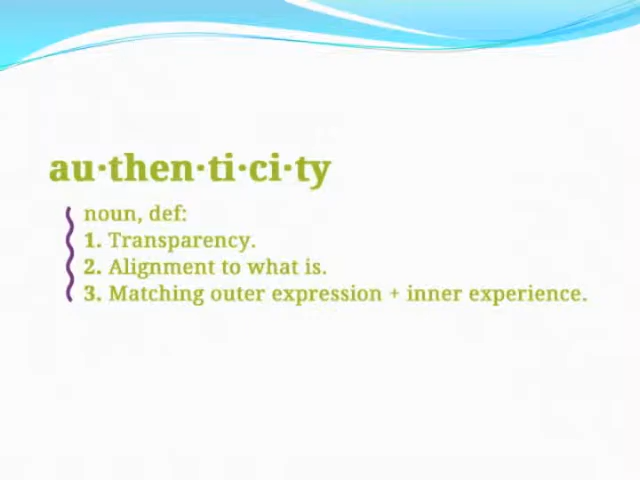 au·then·ti·ci·ty
noun, def:
1. Transparency.
2. Alignment to what is.
3. Matching outer expression + inner experience.